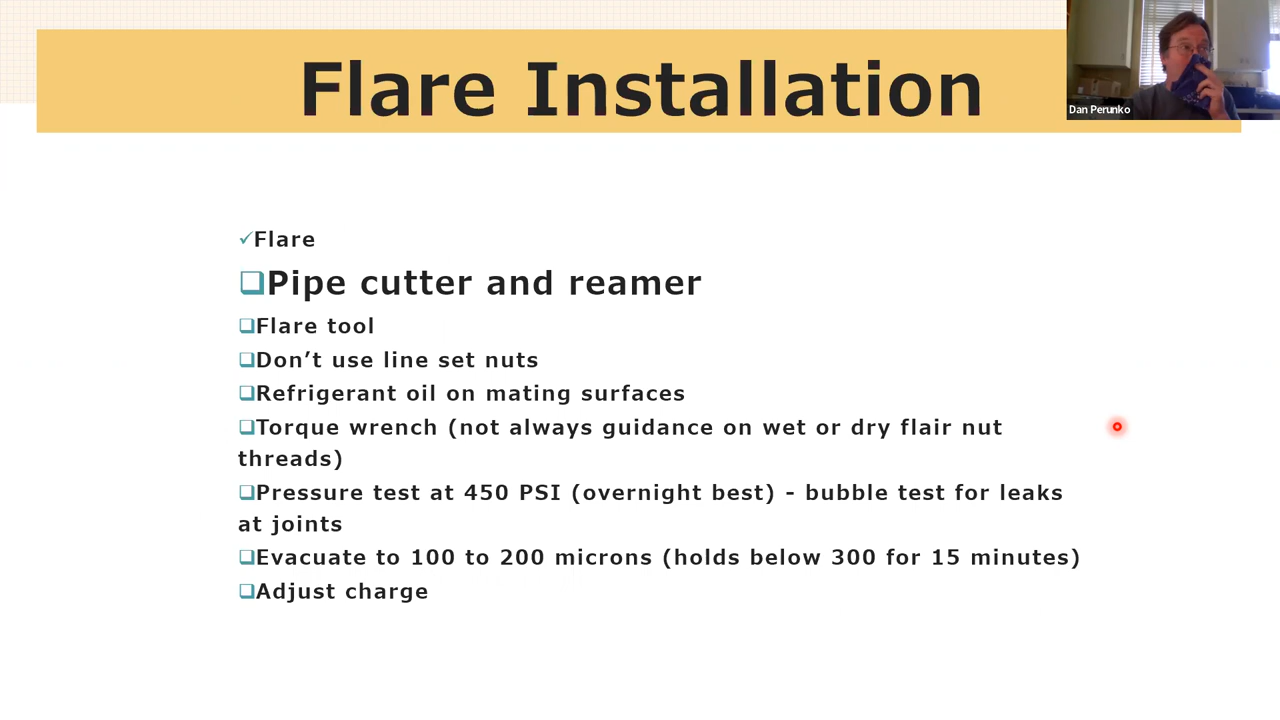 Flare Installation
Dan Perunko
✓Flare
❑Pipe cutter and reamer
❑Flare tool
❑Don’t use line set nuts
❑Refrigerant oil on mating surfaces
❑Torque wrench (not always guidance on wet or dry flair nut
threads)
❑Pressure test at 450 PSI (overnight best) - bubble test for leaks
at joints
❑Evacuate to 100 to 200 microns (holds below 300 for 15 minutes)
❑Adjust charge